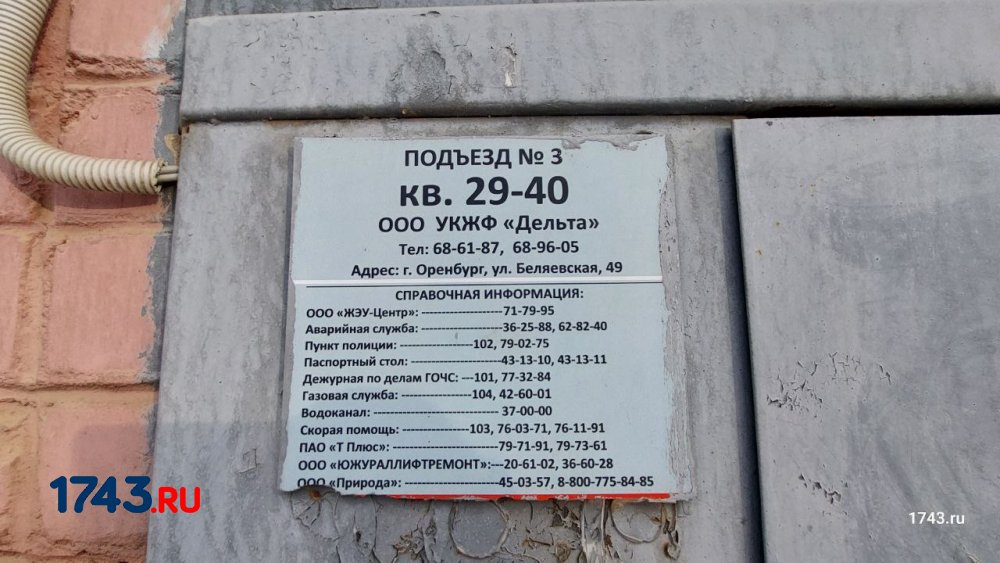 ПОДЪЕЗД № 3
кв. 29-40
ООО УКЖФ «Дельта»
Тел: 68-61-87, 68-96-05
Адрес: г. Оренбург, ул. Беляевская, 49
СПРАВОЧНАЯ ИНФОРМАЦИЯ:
ООО «ЖЭУ-Центр»: ----------------------71-79-95
Аварийная служба: ----------------------36-25-88, 62-82-40
Пункт полиции: --------------------102, 79-02-75
Паспортный стол: ------------------------43-13-10, 43-13-11
Дежурная по делам ГОЧС: ---101, 77-32-84
Газовая служба: -------------------104, 42-60-01
Водоканал: --------------------------------- 37-00-00
Скорая помощь: ------------------103, 76-03-71, 76-11-91
ПАО «Т Плюс»: ----------------------------79-71-91, 79-73-61
ООО «ЮЖУРАЛЛИФТРЕМОНТ»:---20-61-02, 36-60-28
ООО «Природа»: -------------------------45-03-57, 8-800-775-84-85
1743.RU
1743.ru